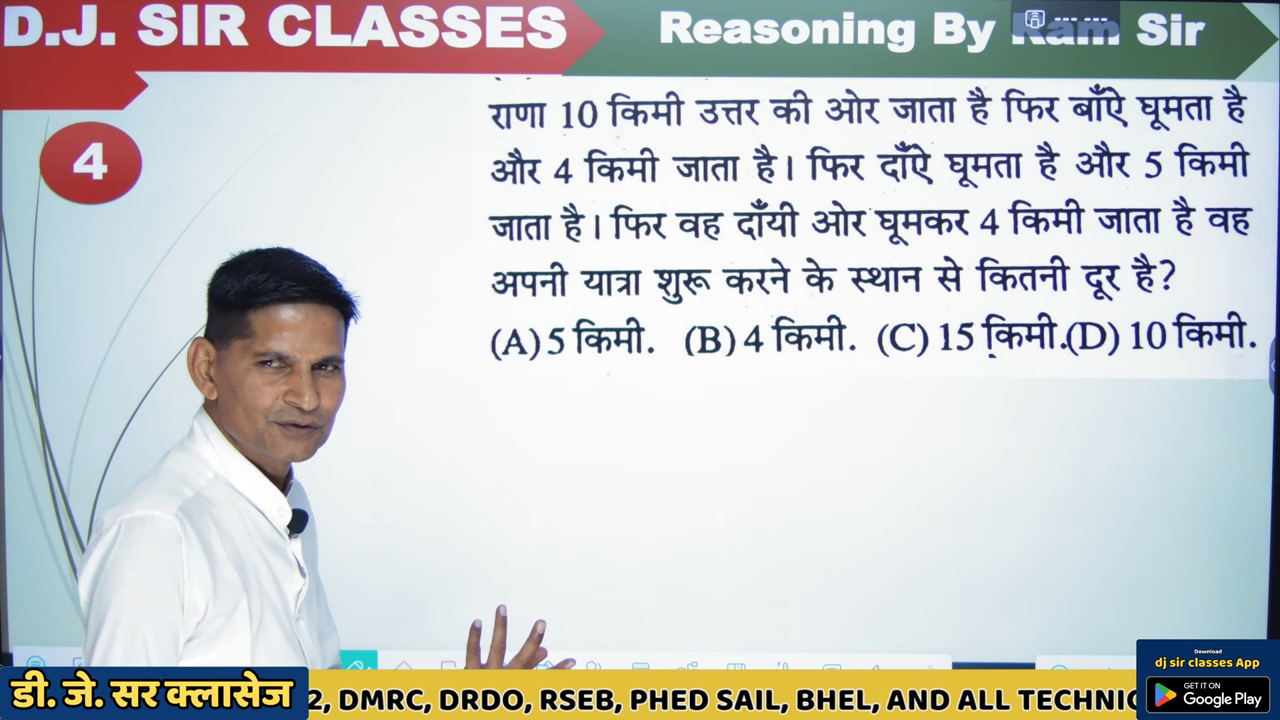 D.J. SIR CLASSES
Reasoning By Ram Sir
4
राणा 10 किमी उत्तर की ओर जाता है फिर बाँऐ घूमता है
और 4 किमी जाता है। फिर दाँऐ घूमता है और 5 किमी
जाता है। फिर वह दाँयी ओर घूमकर 4 किमी जाता है वह
अपनी यात्रा शुरू करने के स्थान से कितनी दूर है?
(A) 5 किमी. (B) 4 किमी. (C) 15 किमी.(D) 10 किमी.
Download
dj sir classes App
GET IT ON
Google Play
डी. जे. सर क्लासेज
2, DMRC, DRDO, RSEB, PHED SAIL, BHEL, AND ALL TECHNIC